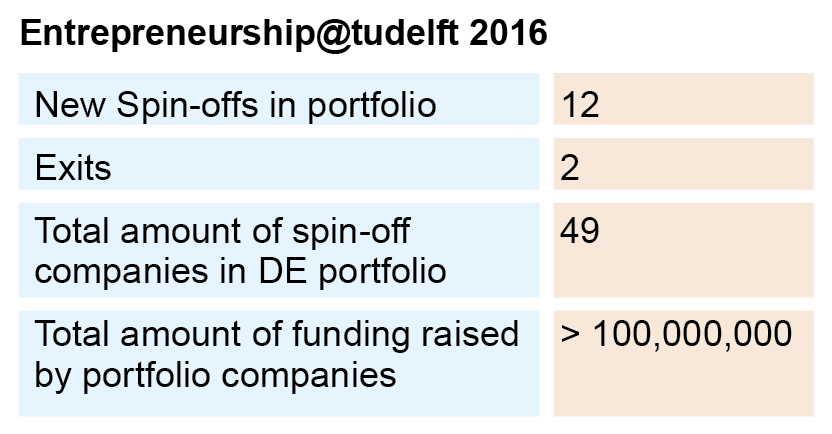 Entrepreneurship@tudelft 2016
New Spin-offs in portfolio 12
Exits 2
Total amount of spin-off 49
companies in DE portfolio
Total amount of funding raised > 100,000,000
by portfolio companies